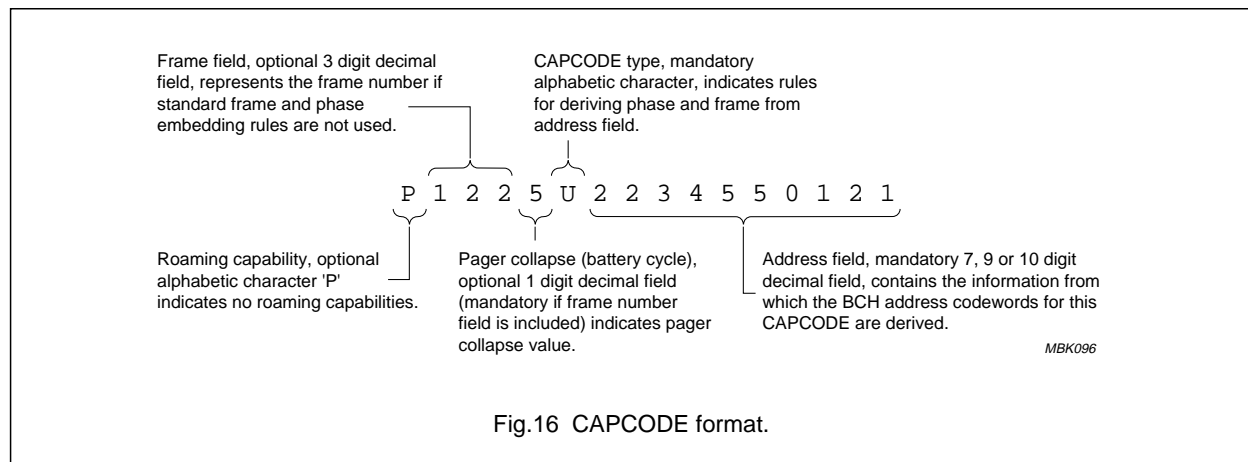 Frame field, optional 3 digit decimal
field, represents the frame number if
standard frame and phase
embedding rules are not used.
CAPCODE type, mandatory
alphabetic character, indicates rules
for deriving phase and frame from
address field.
P 1 2 2 5 U 2 2 3 4 5 5 0 1 2 1
Roaming capability, optional
alphabetic character 'P'
indicates no roaming capabilities.
Pager collapse (battery cycle),
optional 1 digit decimal field
(mandatory if frame number
field is included) indicates pager
collapse value.
Address field, mandatory 7, 9 or 10 digit
decimal field, contains the information from
which the BCH address codewords for this
CAPCODE are derived.
MBK096
Fig.16 CAPCODE format.